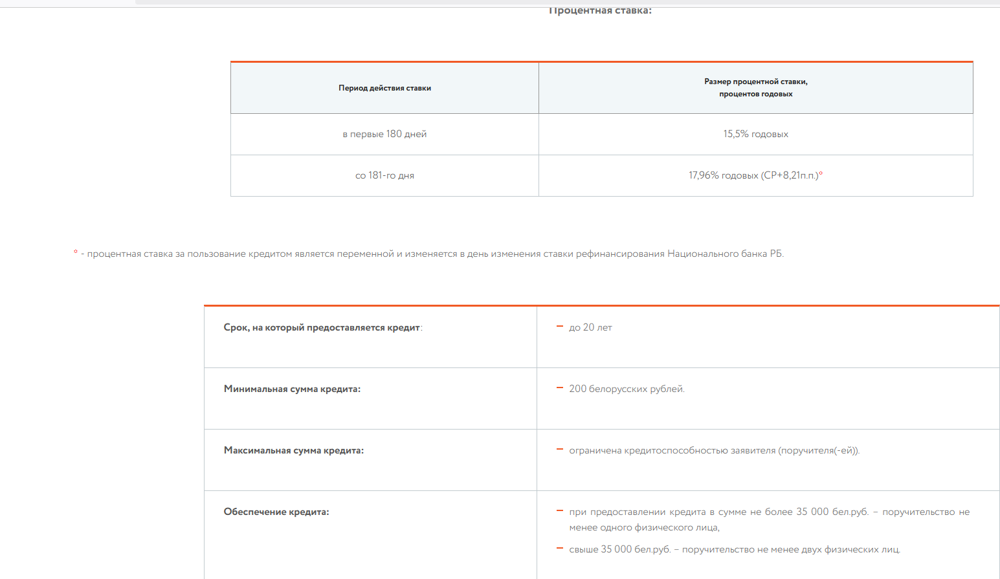 Процентная ставка:
Период действия ставки
Размер процентной ставки,
процентов годовых
в первые 180 дней
15,5% годовых
со 181-го дня
17,96% годовых (СР+8,21п.п.)*
* - процентная ставка за пользование кредитом является переменной и изменяется в день изменения ставки рефинансирования Национального банка РБ.
Срок, на который предоставляется кредит:
до 20 лет
Минимальная сумма кредита:
200 белорусских рублей.
Максимальная сумма кредита:
ограничена кредитоспособностью заявителя (поручителя(-ей)).
Обеспечение кредита:
при предоставлении кредита в сумме не более 35 000 бел.руб. – поручительство не
менее одного физического лица,
свыше 35 000 бел.руб. – поручительство не менее двух физических лиц.